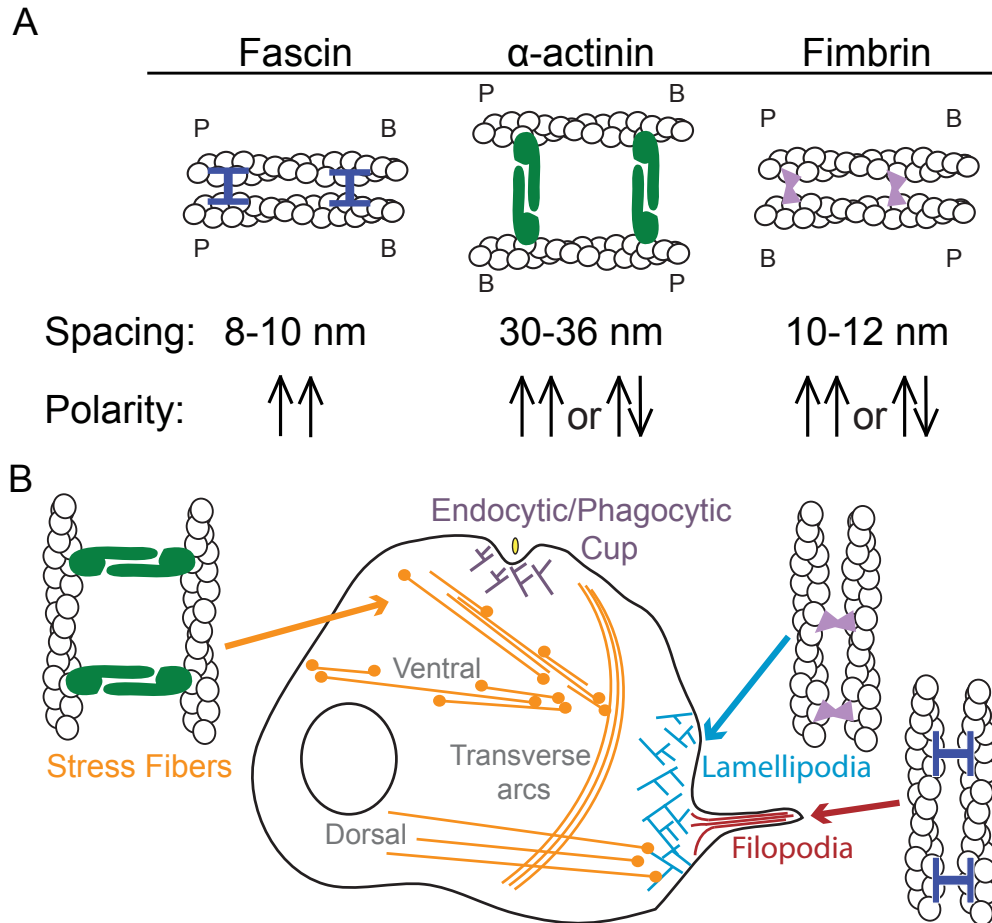 A
Fascin α-actinin Fimbrin
P B P B P B
P B B P B P
Spacing: 8-10 nm 30-36 nm 10-12 nm
Polarity: or or
B
Endocytic/Phagocytic
Cup
Ventral
Stress Fibers
Transverse
arcs
Lamellipodia
Dorsal
Filopodia